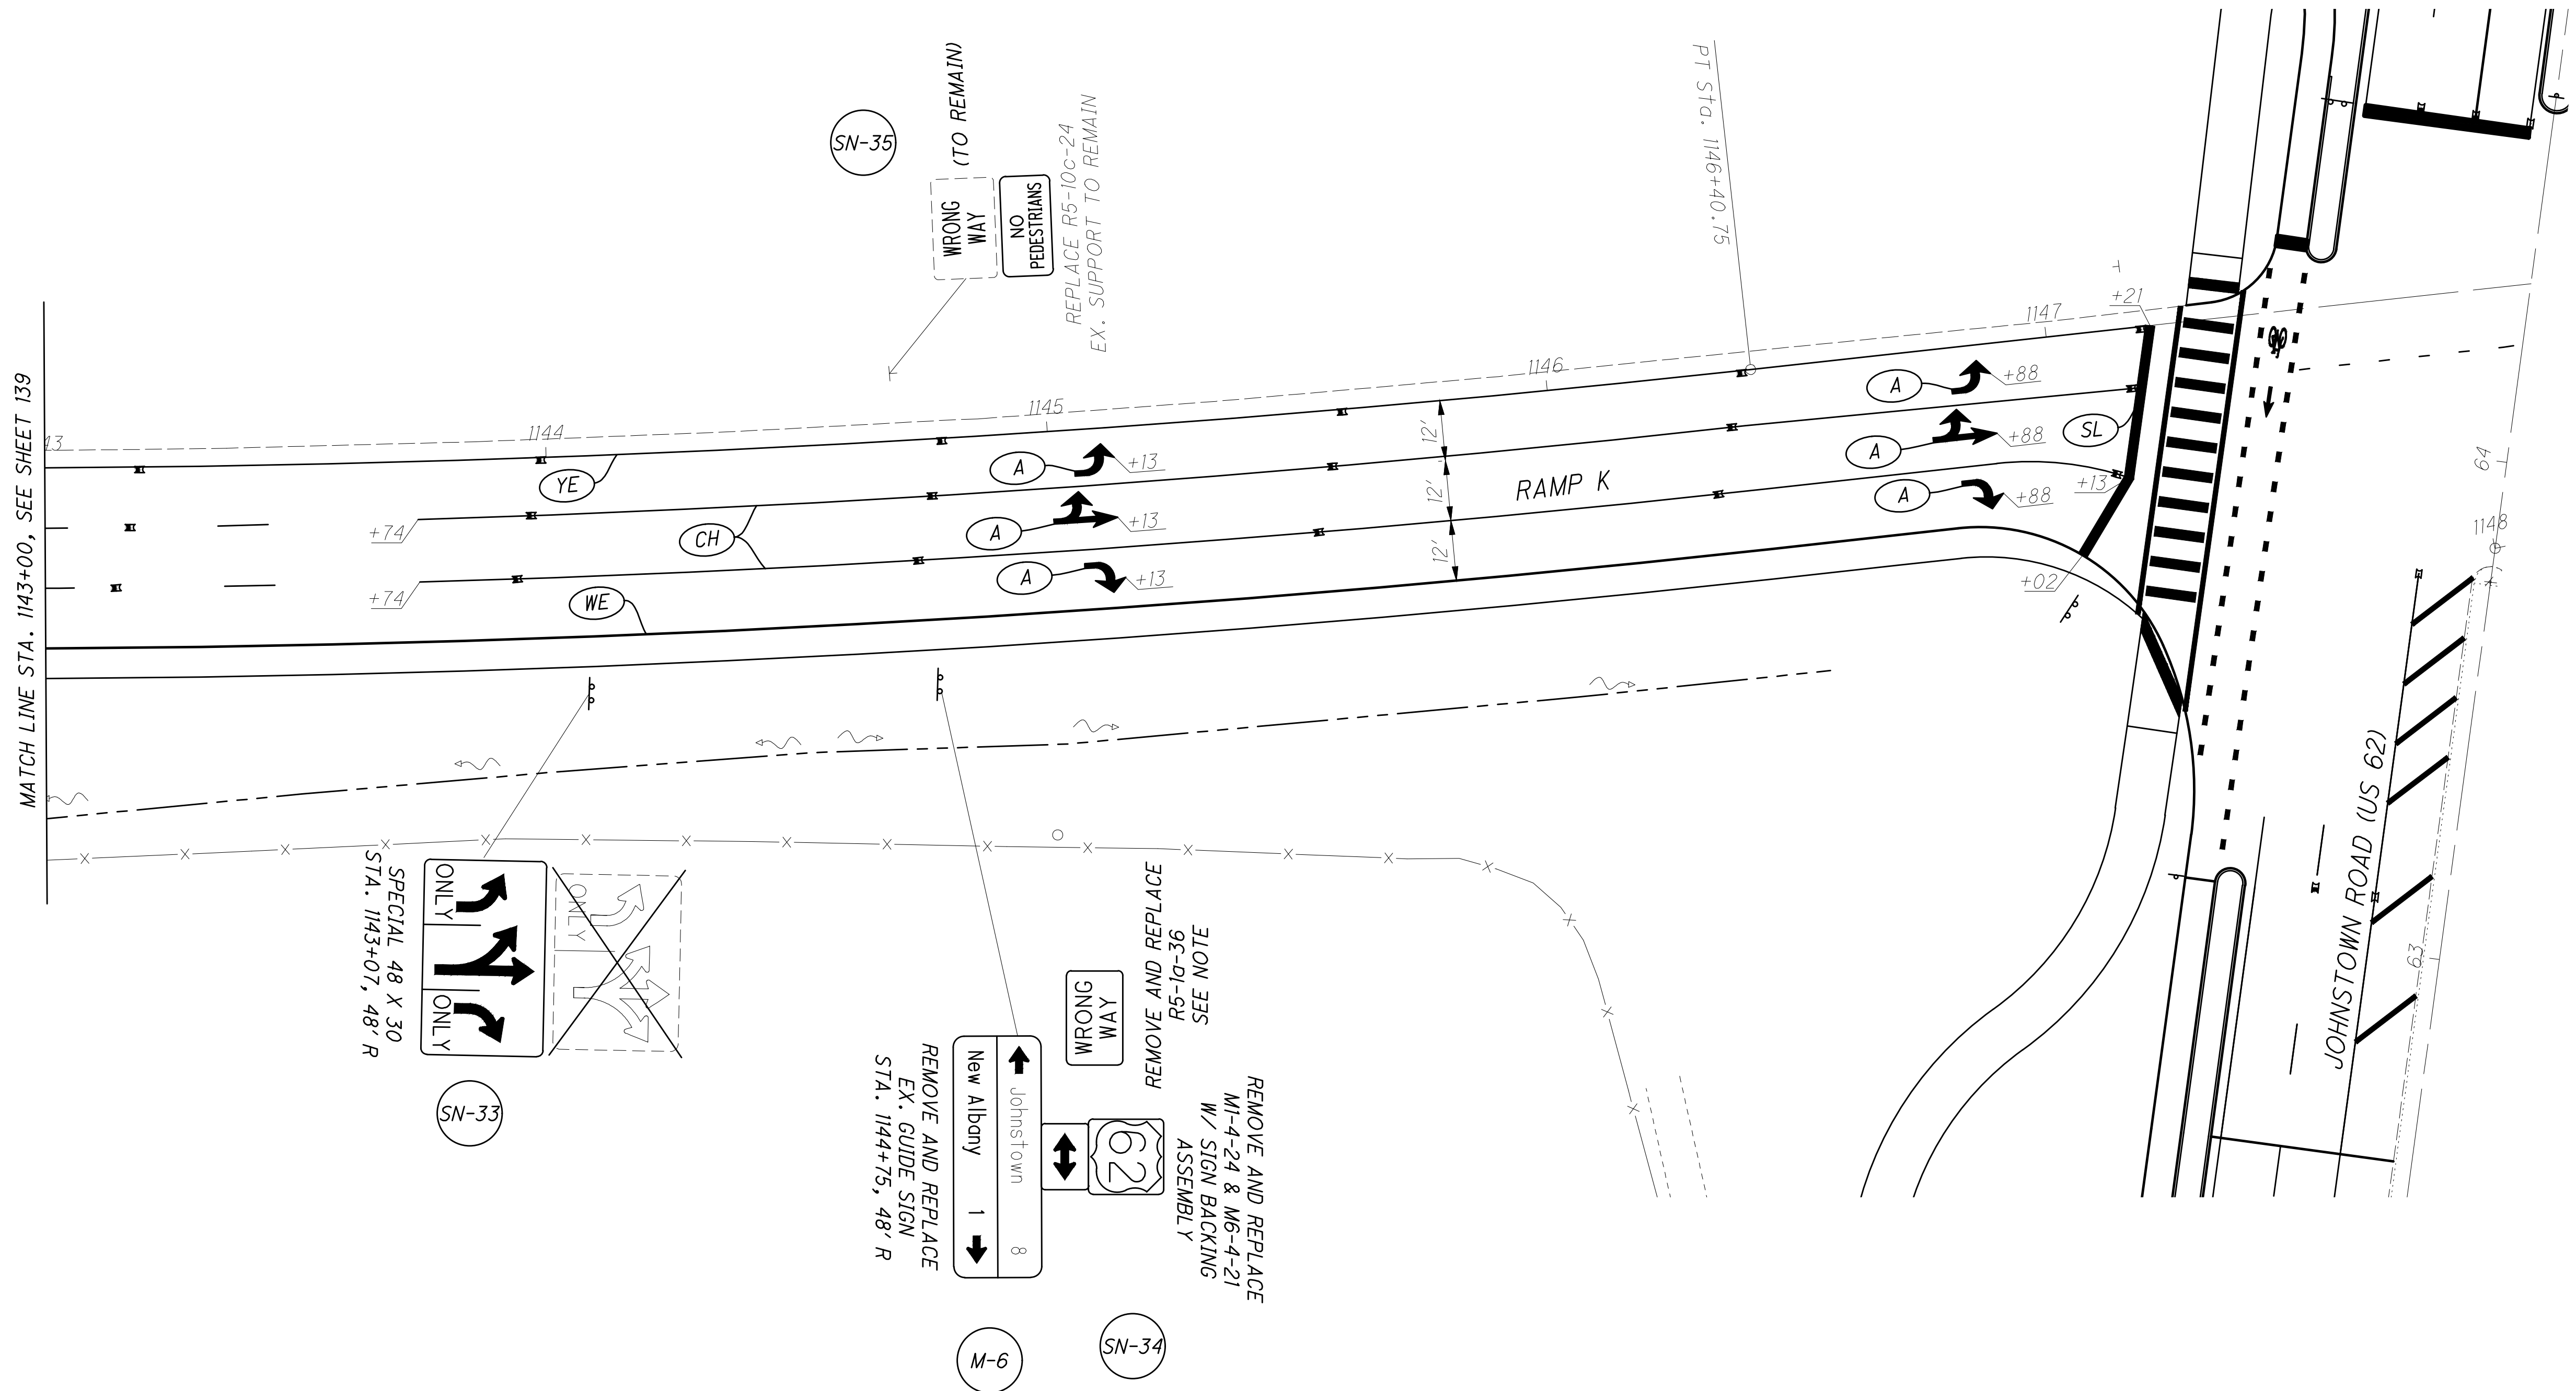 MATCH LINE STA. 1143+00, SEE SHEET 139
SN-35
WRONG
WAY
(TO REMAIN)
NO
PEDESTRIANS
REPLACE R5-10c-24
EX. SUPPORT TO REMAIN
PT Sta. 1146+40.75
1144
1145
1146
1147
+21
YE
CH
WE
+74
+74
A
+13
A
+13
A
+13
12'
12'
12'
RAMP K
A
+88
A
+88
A
+88
SL
+13
+02
64
1148
63
JOHNSTOWN ROAD (US 62)
ONLY
ONLY
ONLY
SPECIAL 48 X 30
STA. 1143+07, 48' R
SN-33
WRONG
WAY
REMOVE AND REPLACE
R5-1a-36
SEE NOTE
Johnstown 8
New Albany 1
REMOVE AND REPLACE
EX. GUIDE SIGN
STA. 1144+75, 48' R
M-6
62
REMOVE AND REPLACE
M1-4-24 & M6-4-21
W/ SIGN BACKING
ASSEMBLY
SN-34